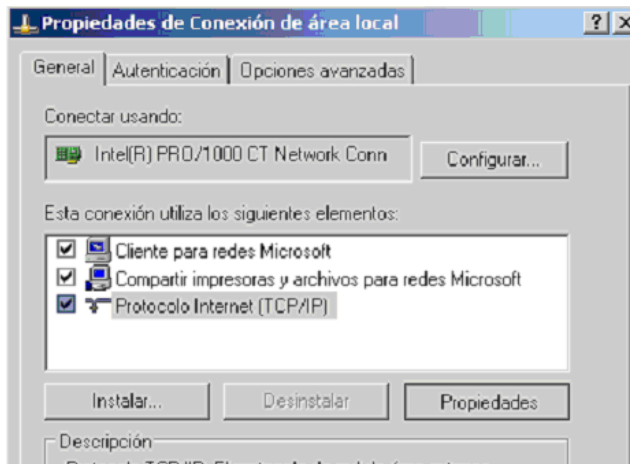 Propiedades de Conexión de área local
General Autenticación Opciones avanzadas
Conectar usando:
Intel(R) PRO/1000 CT Network Conn Configurar...
Esta conexión utiliza los siguientes elementos:
Cliente para redes Microsoft
Compartir impresoras y archivos para redes Microsoft
Protocolo Internet (TCP/IP)
Instalar... Desinstalar Propiedades
Descripción